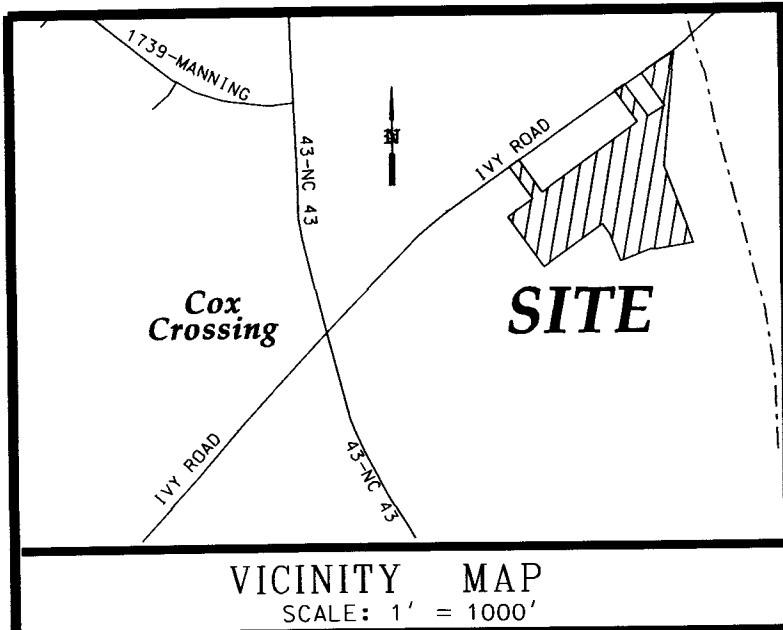 1739-MANNING
43-NC 43
N
IVY ROAD
Cox
Crossing
SITE
IVY ROAD
43-NC 43
VICINITY MAP
SCALE: 1' = 1000'